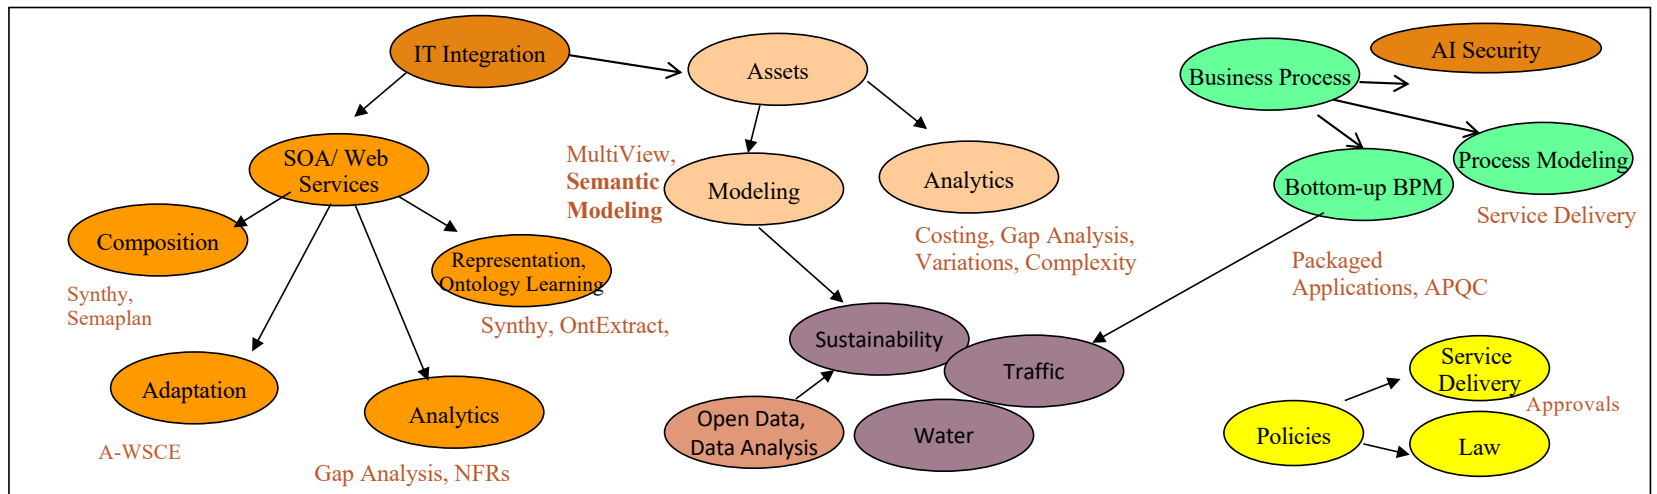 IT Integration
Assets
Business Process
AI Security
SOA/ Web
Services
MultiView,
Semantic
Modeling
Modeling
Analytics
Process Modeling
Bottom-up BPM
Service Delivery
Composition
Representation,
Ontology Learning
Costing, Gap Analysis,
Variations, Complexity
Packaged
Applications, APQC
Synthy,
Semaplan
Synthy, OntExtract,
Sustainability
Traffic
Adaptation
Analytics
Open Data,
Data Analysis
Water
Service
Delivery
Approvals
Policies
Law
A-WSCE
Gap Analysis, NFRs